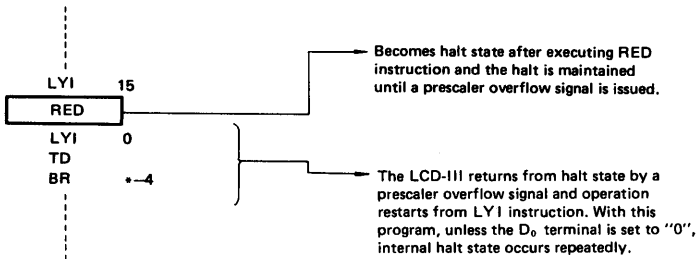 Becomes halt state after executing RED
instruction and the halt is maintained
until a prescaler overflow signal is issued.
LYI 15
RED
LYI 0
TD
BR *–4
The LCD-III returns from halt state by a
prescaler overflow signal and operation
restarts from LYI instruction. With this
program, unless the D₀ terminal is set to "0",
internal halt state occurs repeatedly.